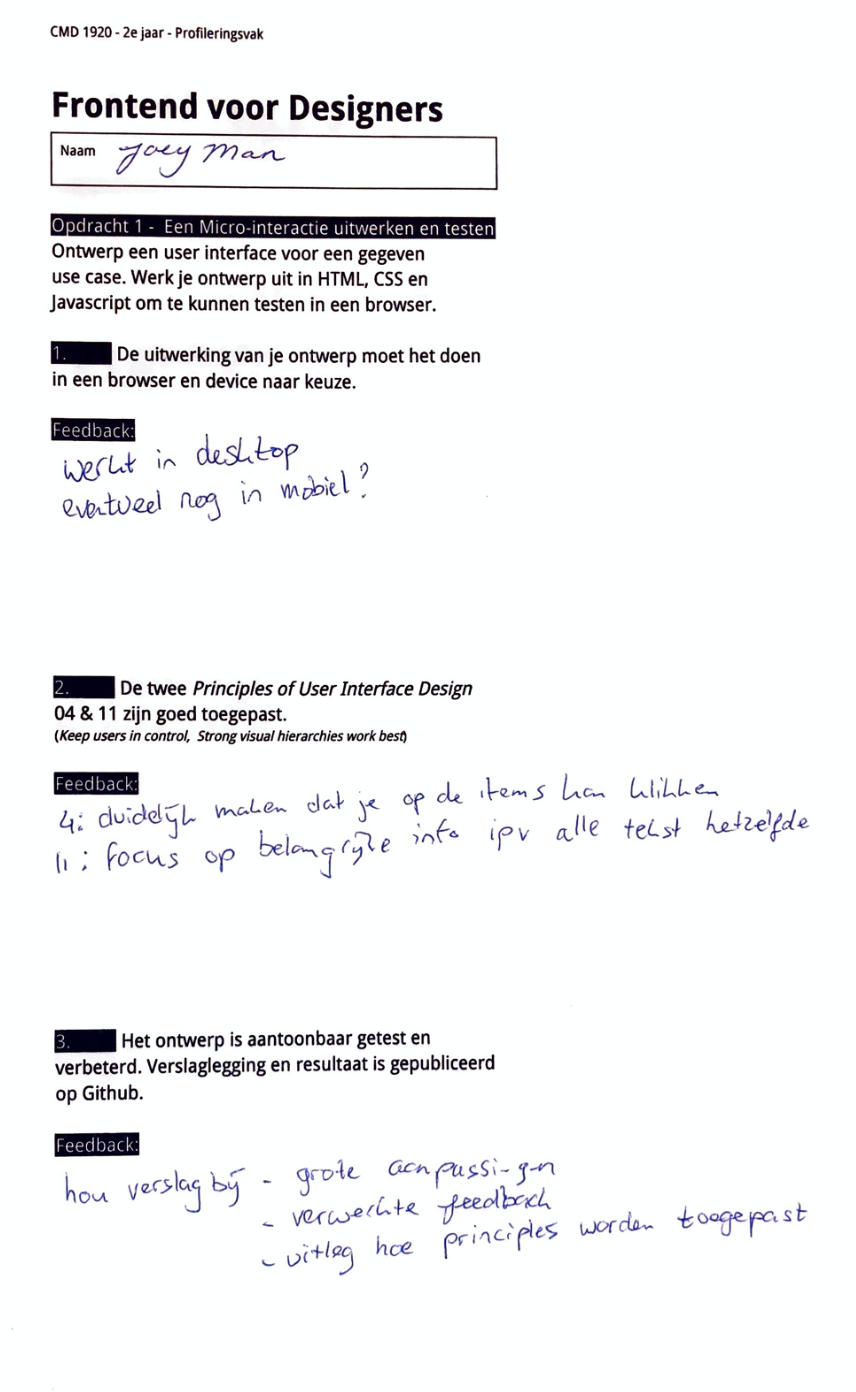 CMD 1920 - 2e jaar - Profileringsvak
Frontend voor Designers
Naam Joey Man
Opdracht 1 - Een Micro-interactie uitwerken en testen
Ontwerp een user interface voor een gegeven
use case. Werk je ontwerp uit in HTML, CSS en
Javascript om te kunnen testen in een browser.
1. De uitwerking van je ontwerp moet het doen
in een browser en device naar keuze.
Feedback:
werkt in desktop
eventueel nog in mobiel?
2. De twee Principles of User Interface Design
04 & 11 zijn goed toegepast.
(Keep users in control, Strong visual hierarchies work best)
Feedback:
4: duidelijk maken dat je op de items kan klikken
11: focus op belangrijke info ipv alle tekst hetzelfde
3. Het ontwerp is aantoonbaar getest en
verbeterd. Verslaglegging en resultaat is gepubliceerd
op Github.
Feedback:
hou verslag bij - grote aanpassingen
- verwerkte feedback
- uitleg hoe principles worden toegepast